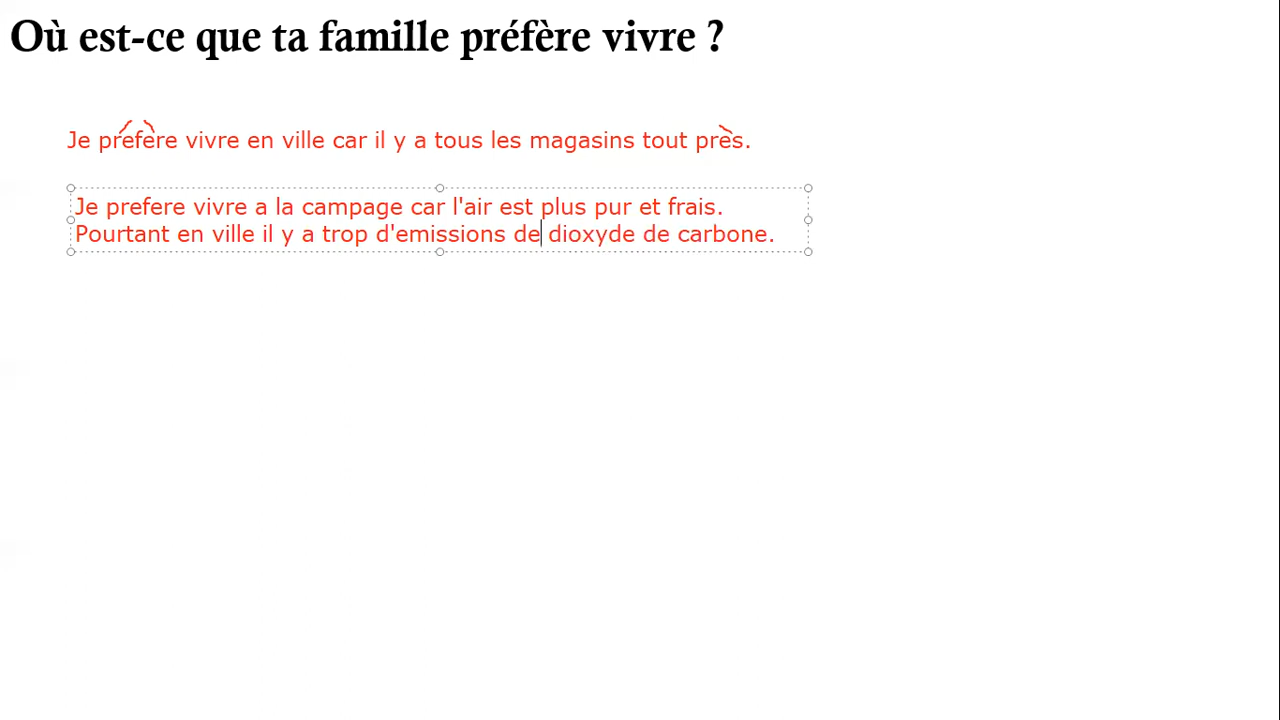 Où est-ce que ta famille préfère vivre ?
Je préfère vivre en ville car il y a tous les magasins tout près.
Je prefere vivre a la campage car l'air est plus pur et frais.
Pourtant en ville il y a trop d'emissions de dioxyde de carbone.